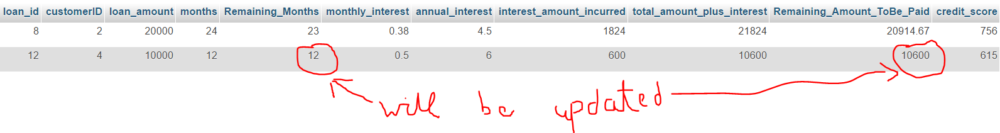 loan_id customerID loan_amount months Remaining_Months monthly_interest annual_interest interest_amount_incurred total_amount_plus_interest Remaining_Amount_ToBe_Paid credit_score
8 2 20000 24 23 0.38 4.5 1824 21824 20914.67 756
12 4 10000 12 12 0.5 6 600 10600 10600 615
will be updated